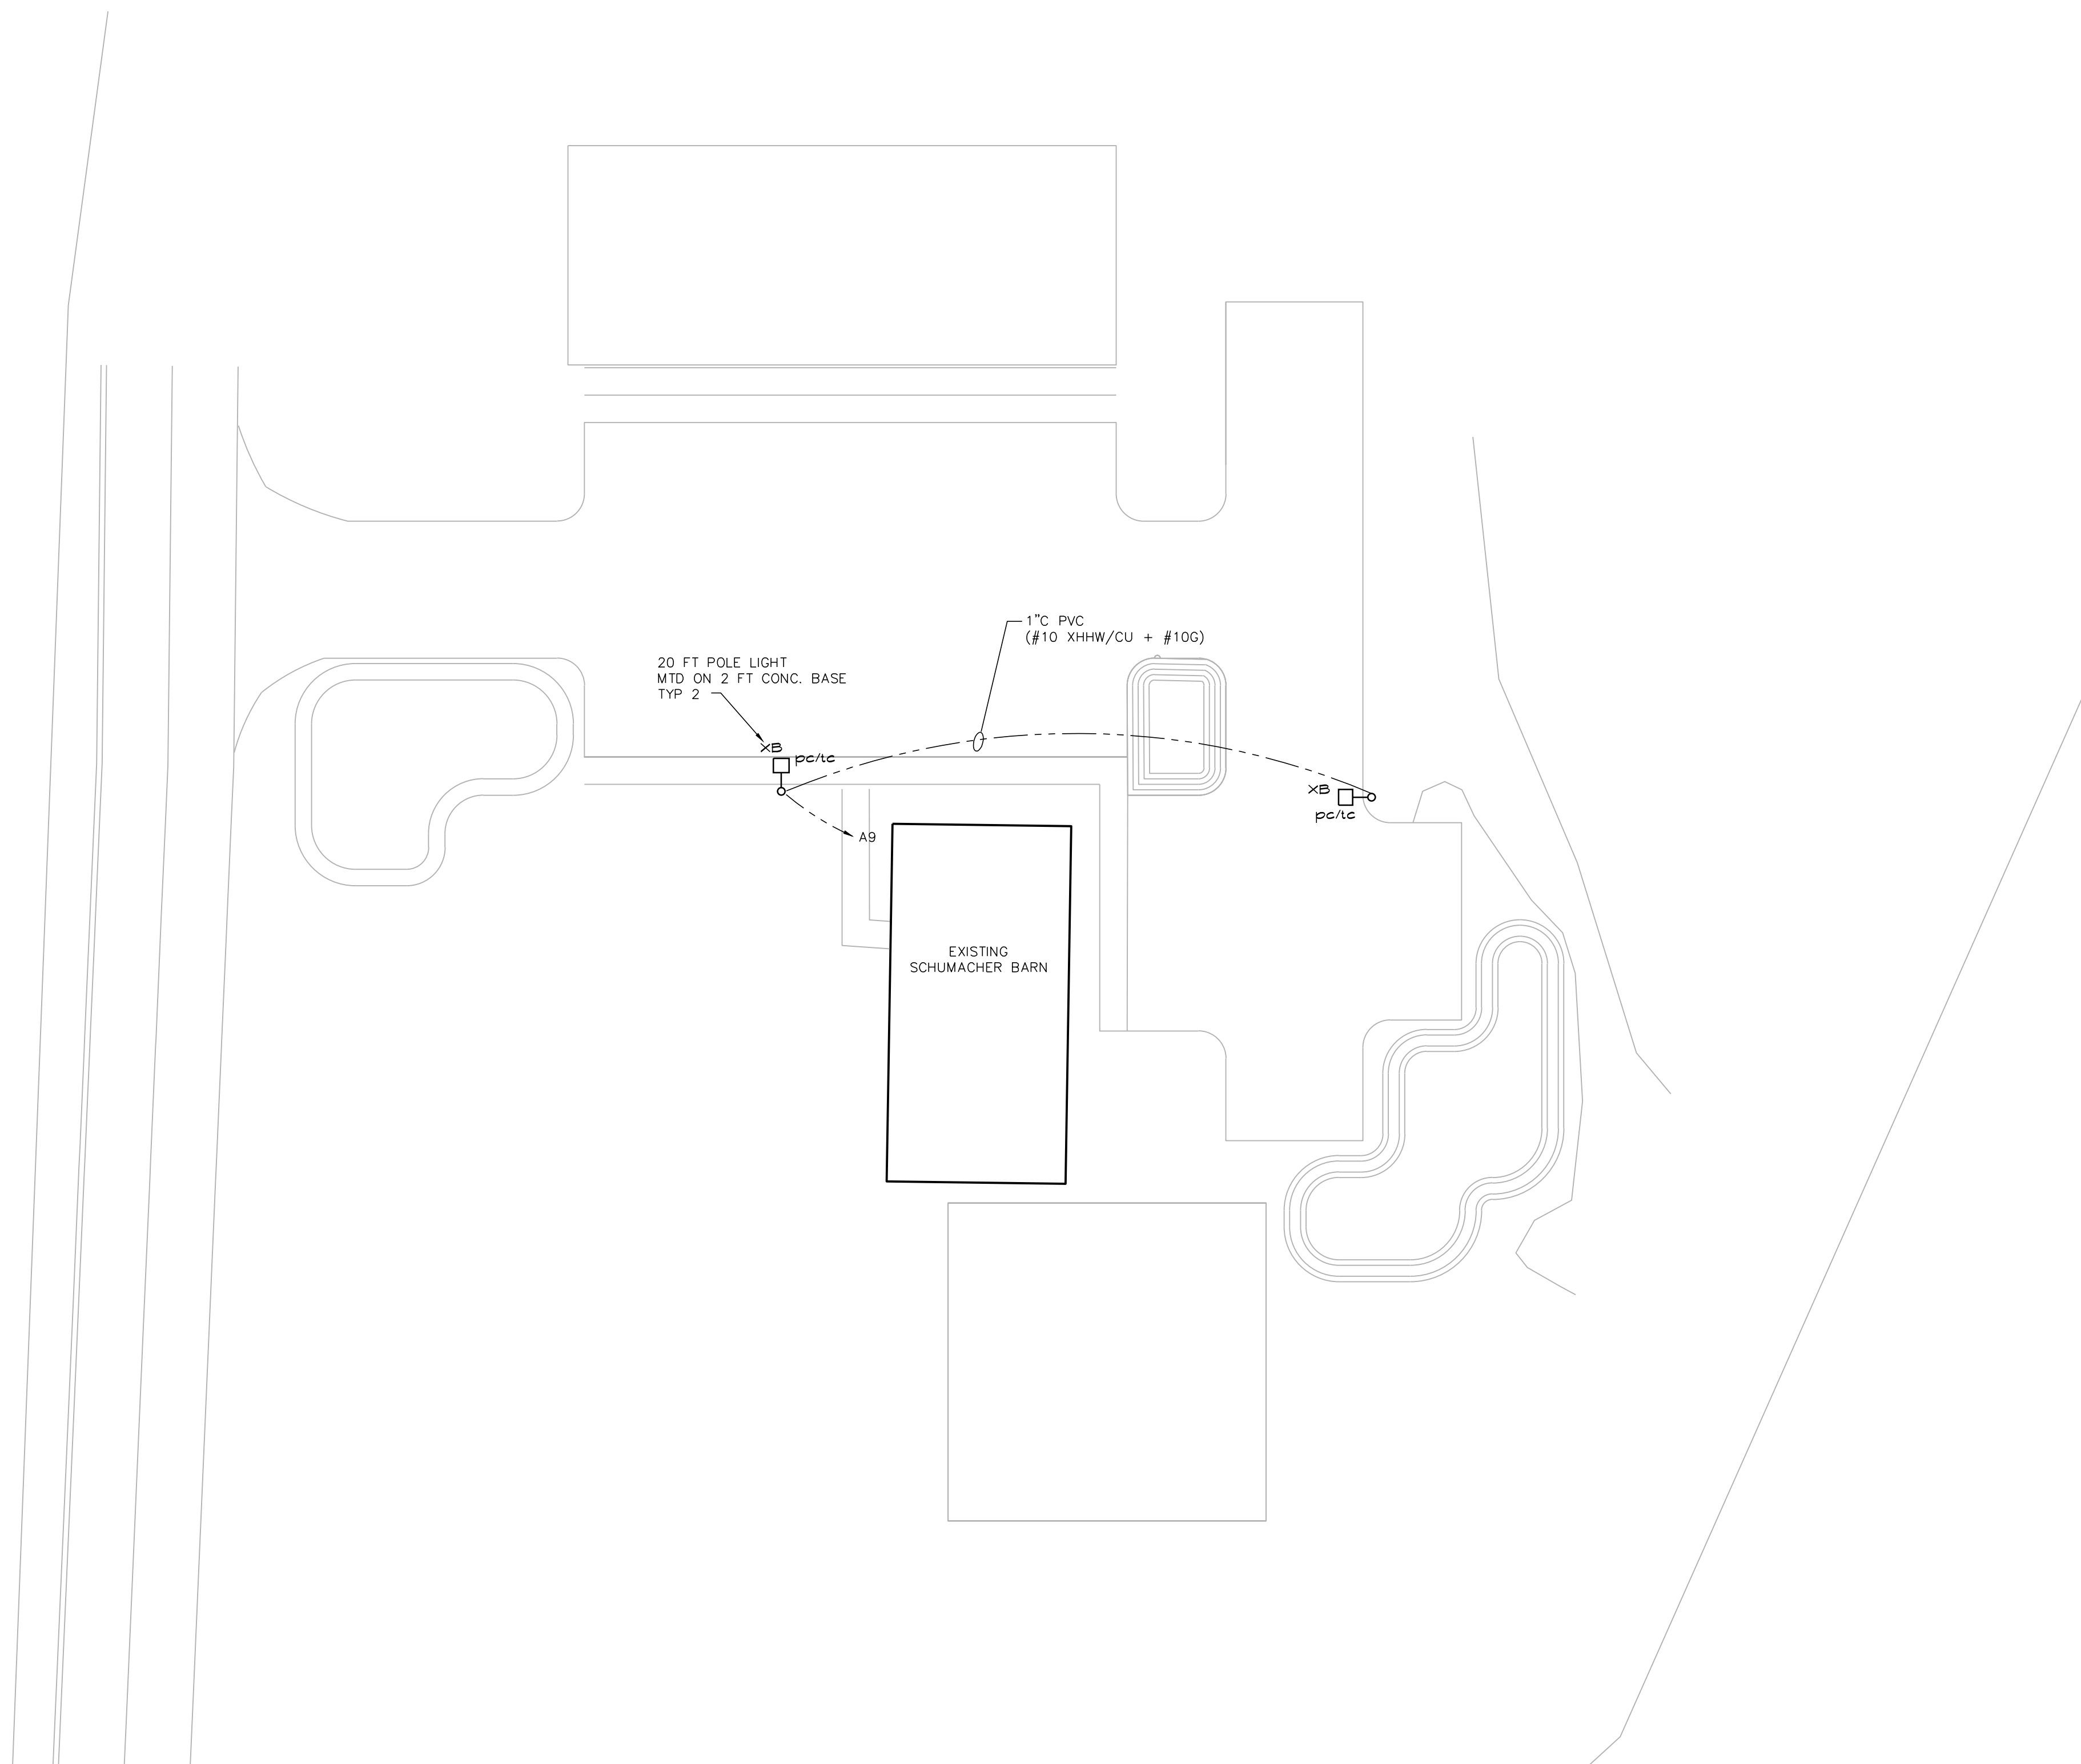 1"C PVC
(#10 XHHW/CU + #10G)
20 FT POLE LIGHT
MTD ON 2 FT CONC. BASE
TYP 2
XB
pc/tc
XB
pc/tc
A9
EXISTING
SCHUMACHER BARN